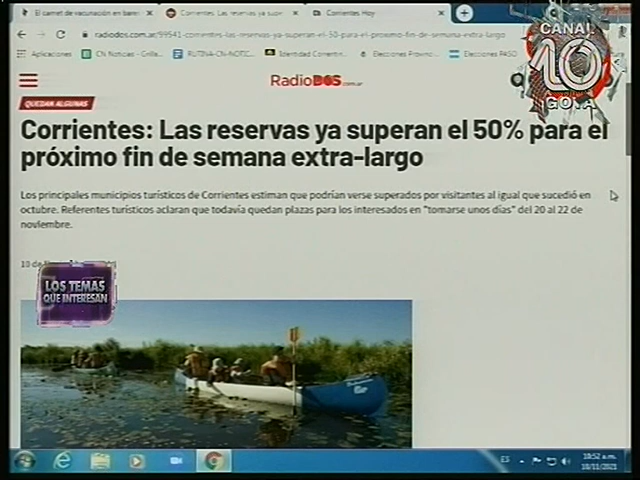 El carnet de vacunación en bares
Corrientes: Las reservas ya supe
Corrientes Hoy
CANAL
10
GOYA
radiodos.com.ar/99541-corrientes-las-reservas-ya-superan-el-50-para-el-proximo-fin-de-semana-extra-largo
Aplicaciones
CN Noticias - Grilla...
RUTINA-CN-NOTIC...
Identidad Correntin...
Elecciones Provinc...
Elecciones PASO
RadioDOS.com.ar
QUEDAN ALGUNAS
Corrientes: Las reservas ya superan el 50% para el
próximo fin de semana extra-largo
Los principales municipios turísticos de Corrientes estiman que podrían verse superados por visitantes al igual que sucedió en
octubre. Referentes turísticos aclaran que todavía quedan plazas para los interesados en "tomarse unos días" del 20 al 22 de
noviembre.
10 de
LOS TEMAS
QUE INTERESAN
ES
10:52 a.m.
10/11/2021